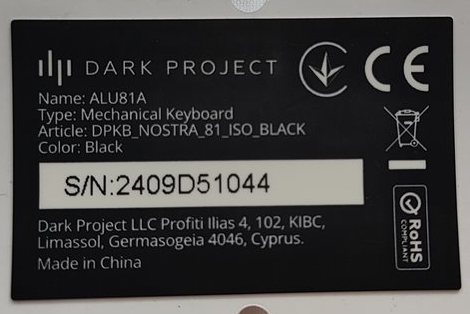 DARK PROJECT
Name: ALU81A
Type: Mechanical Keyboard
Article: DPKB_NOSTRA_81_ISO_BLACK
Color: Black
S/N:2409D51044
Dark Project LLC Profiti Ilias 4, 102, KIBC,
Limassol, Germasogeia 4046, Cyprus.
Made in China
CE
RoHS
COMPLIANT